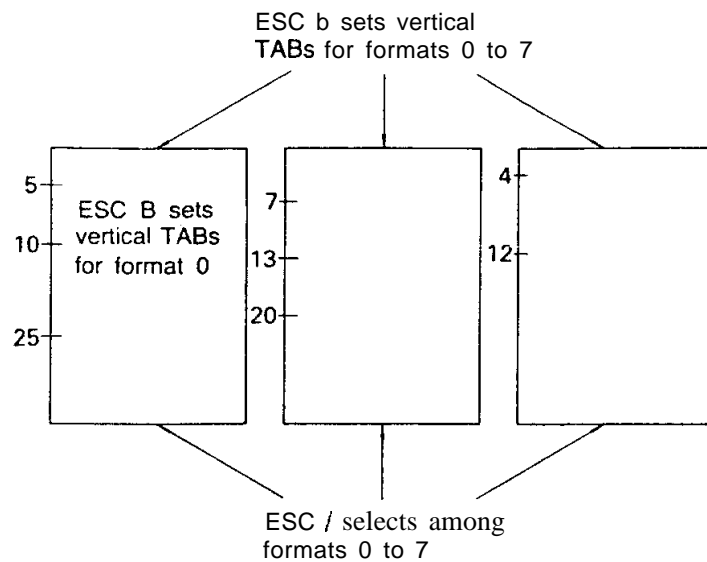 ESC b sets vertical
TABs for formats 0 to 7
5
10
25
ESC B sets
vertical TABs
for format 0
7
13
20
4
12
ESC / selects among
formats 0 to 7